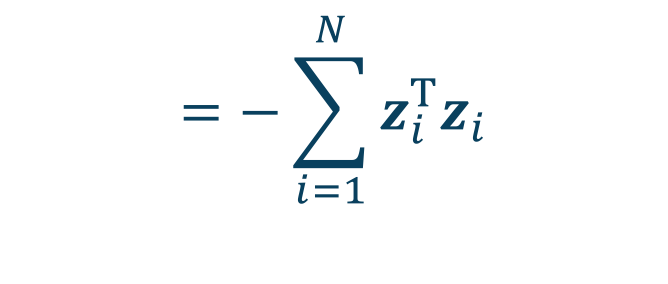 = − ∑_{i=1}^{N} z_i^T z_i